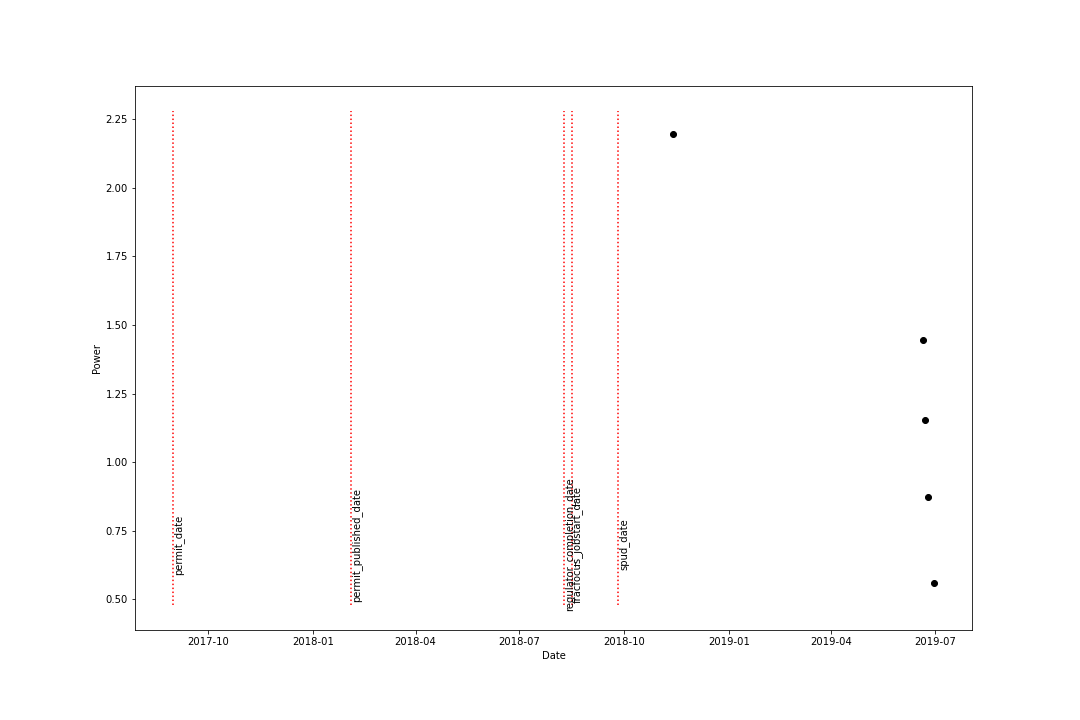 2.25
2.00
1.75
1.50
1.25
1.00
0.75
0.50
Power
permit_date
permit_published_date
regulator_completion_date
fracfocus_jobstart_date
spud_date
2017-10
2018-01
2018-04
2018-07
2018-10
2019-01
2019-04
2019-07
Date